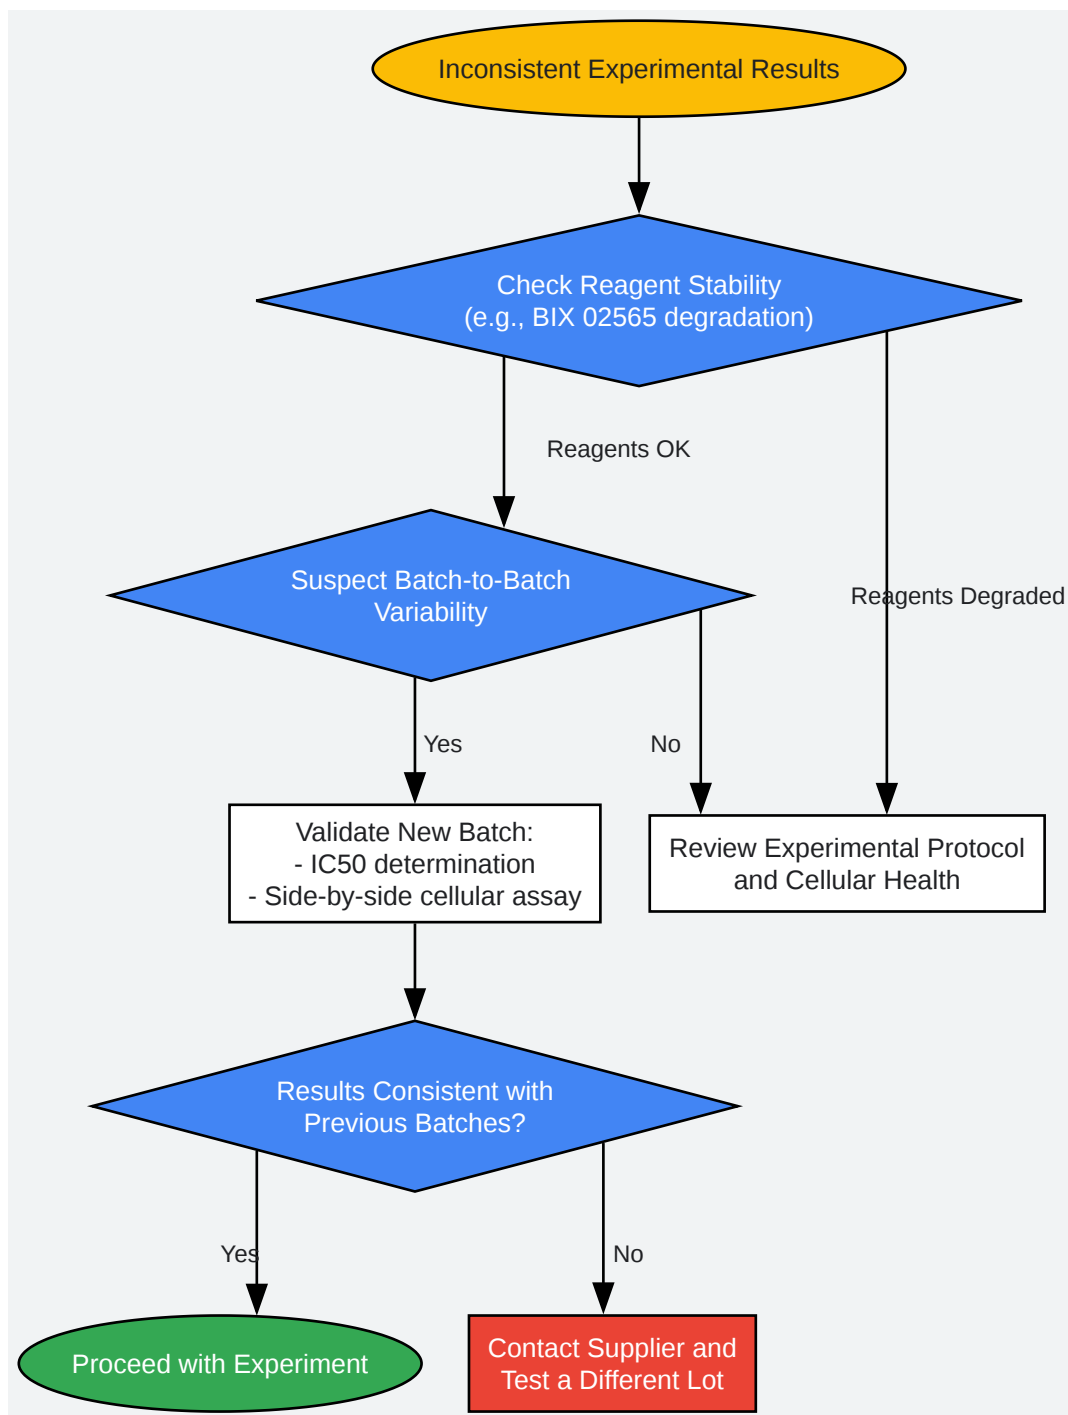 Inconsistent Experimental Results
Check Reagent Stability
(e.g., BIX 02565 degradation)
Reagents OK
Suspect Batch-to-Batch
Variability
Reagents Degraded
Yes
No
Validate New Batch:
- IC50 determination
- Side-by-side cellular assay
Review Experimental Protocol
and Cellular Health
Results Consistent with
Previous Batches?
Yes
No
Proceed with Experiment
Contact Supplier and
Test a Different Lot